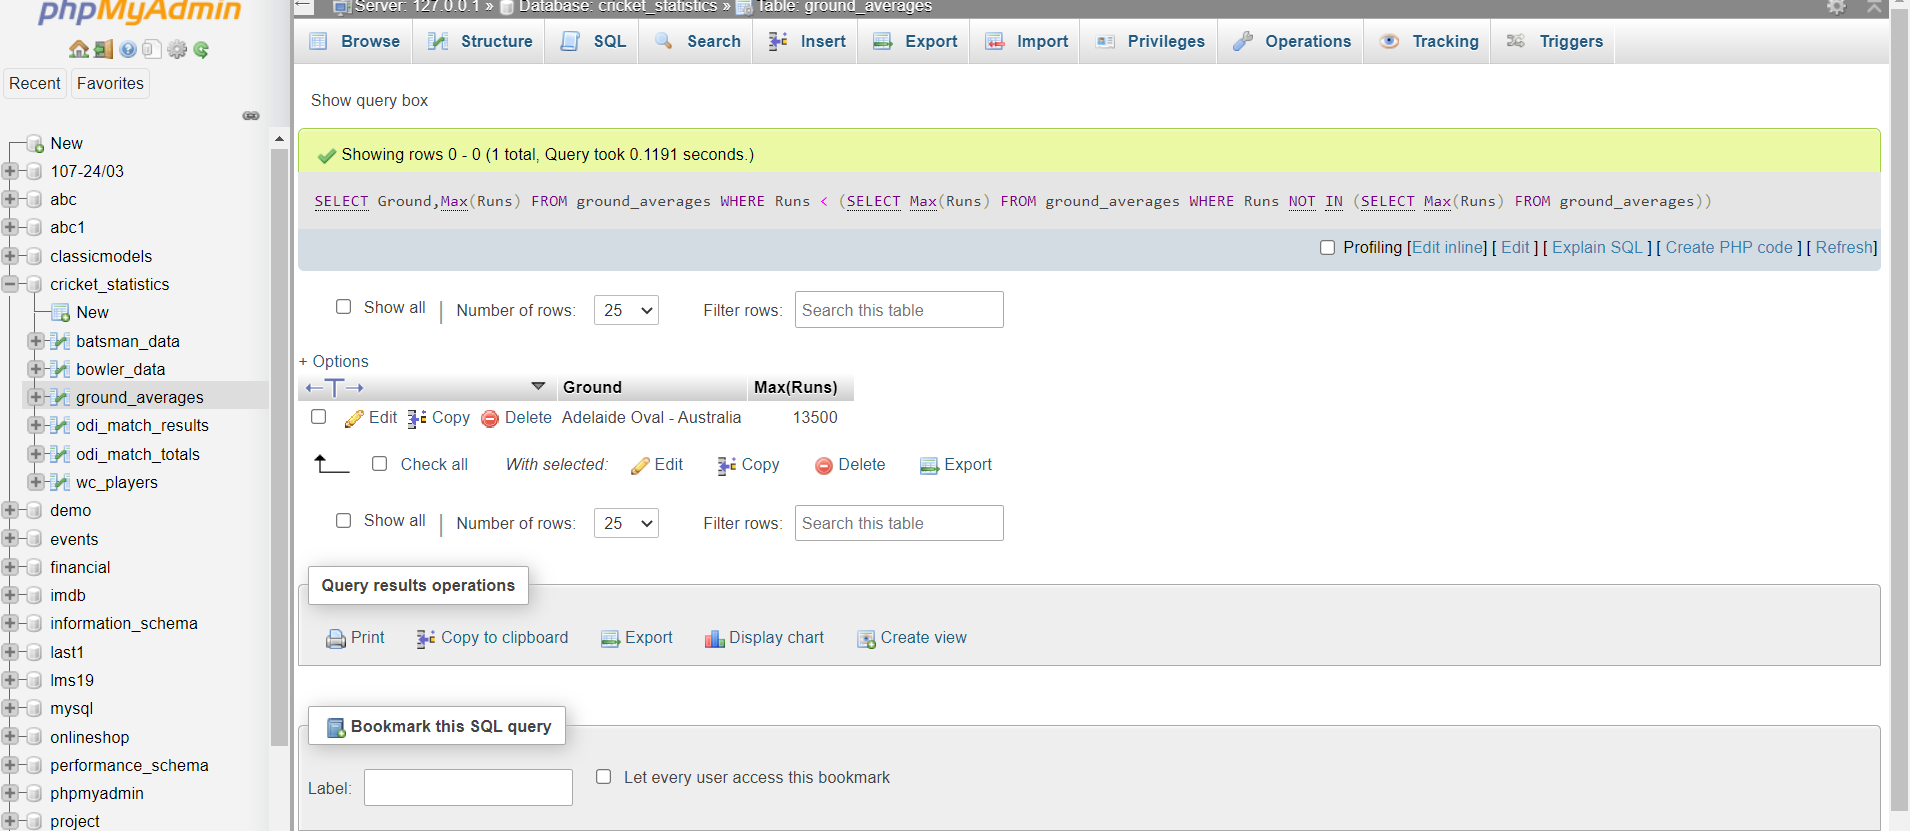 phpMyAdmin
Recent Favorites
New
107-24/03
abc
abc1
classicmodels
cricket_statistics
New
batsman_data
bowler_data
ground_averages
odi_match_results
odi_match_totals
wc_players
demo
events
financial
imdb
information_schema
last1
lms19
mysql
onlineshop
performance_schema
phpmyadmin
project
Server: 127.0.0.1 » Database: cricket_statistics » Table: ground_averages
Browse Structure SQL Search Insert Export Import Privileges Operations Tracking Triggers
Show query box
Showing rows 0 - 0 (1 total, Query took 0.1191 seconds.)
SELECT Ground,Max(Runs) FROM ground_averages WHERE Runs < (SELECT Max(Runs) FROM ground_averages WHERE Runs NOT IN (SELECT Max(Runs) FROM ground_averages))
Profiling [Edit inline] [ Edit ] [ Explain SQL ] [ Create PHP code ] [ Refresh]
Show all | Number of rows: 25 Filter rows: Search this table
+ Options
←T→ Ground Max(Runs)
Edit Copy Delete Adelaide Oval - Australia 13500
Check all With selected: Edit Copy Delete Export
Show all | Number of rows: 25 Filter rows: Search this table
Query results operations
Print Copy to clipboard Export Display chart Create view
Bookmark this SQL query
Label: Let every user access this bookmark